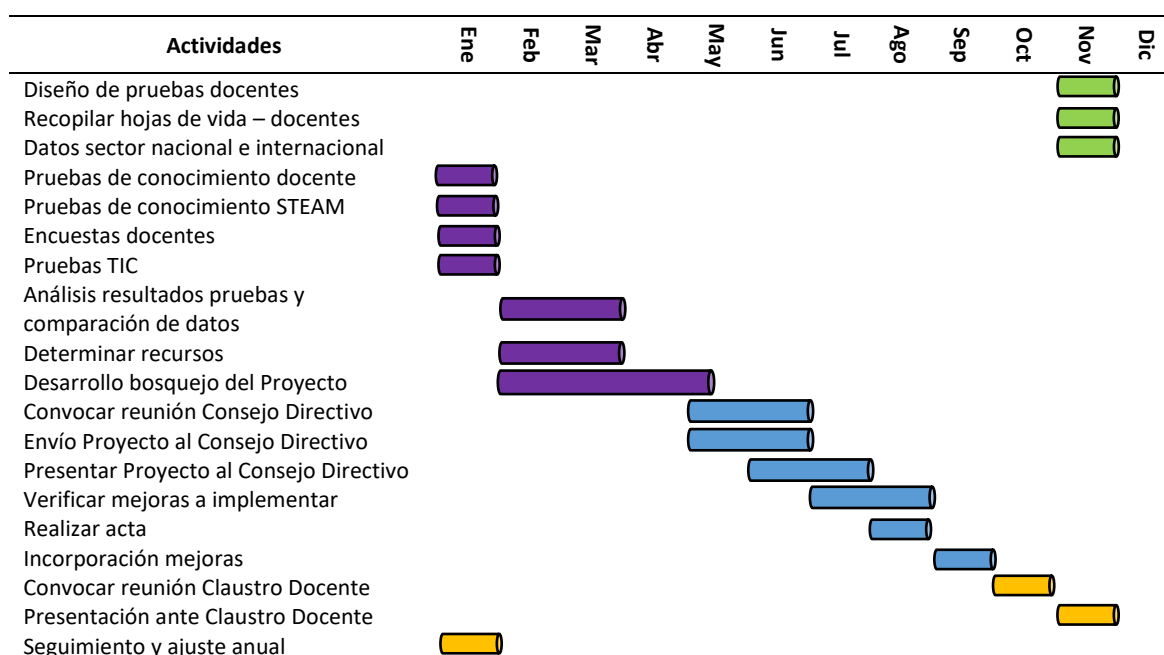 Actividades Ene Feb Mar Abr May Jun Jul Ago Sep Oct Nov Dic
Diseño de pruebas docentes
Recopilar hojas de vida – docentes
Datos sector nacional e internacional
Pruebas de conocimiento docente
Pruebas de conocimiento STEAM
Encuestas docentes
Pruebas TIC
Análisis resultados pruebas y
comparación de datos
Determinar recursos
Desarrollo bosquejo del Proyecto
Convocar reunión Consejo Directivo
Envío Proyecto al Consejo Directivo
Presentar Proyecto al Consejo Directivo
Verificar mejoras a implementar
Realizar acta
Incorporación mejoras
Convocar reunión Claustro Docente
Presentación ante Claustro Docente
Seguimiento y ajuste anual